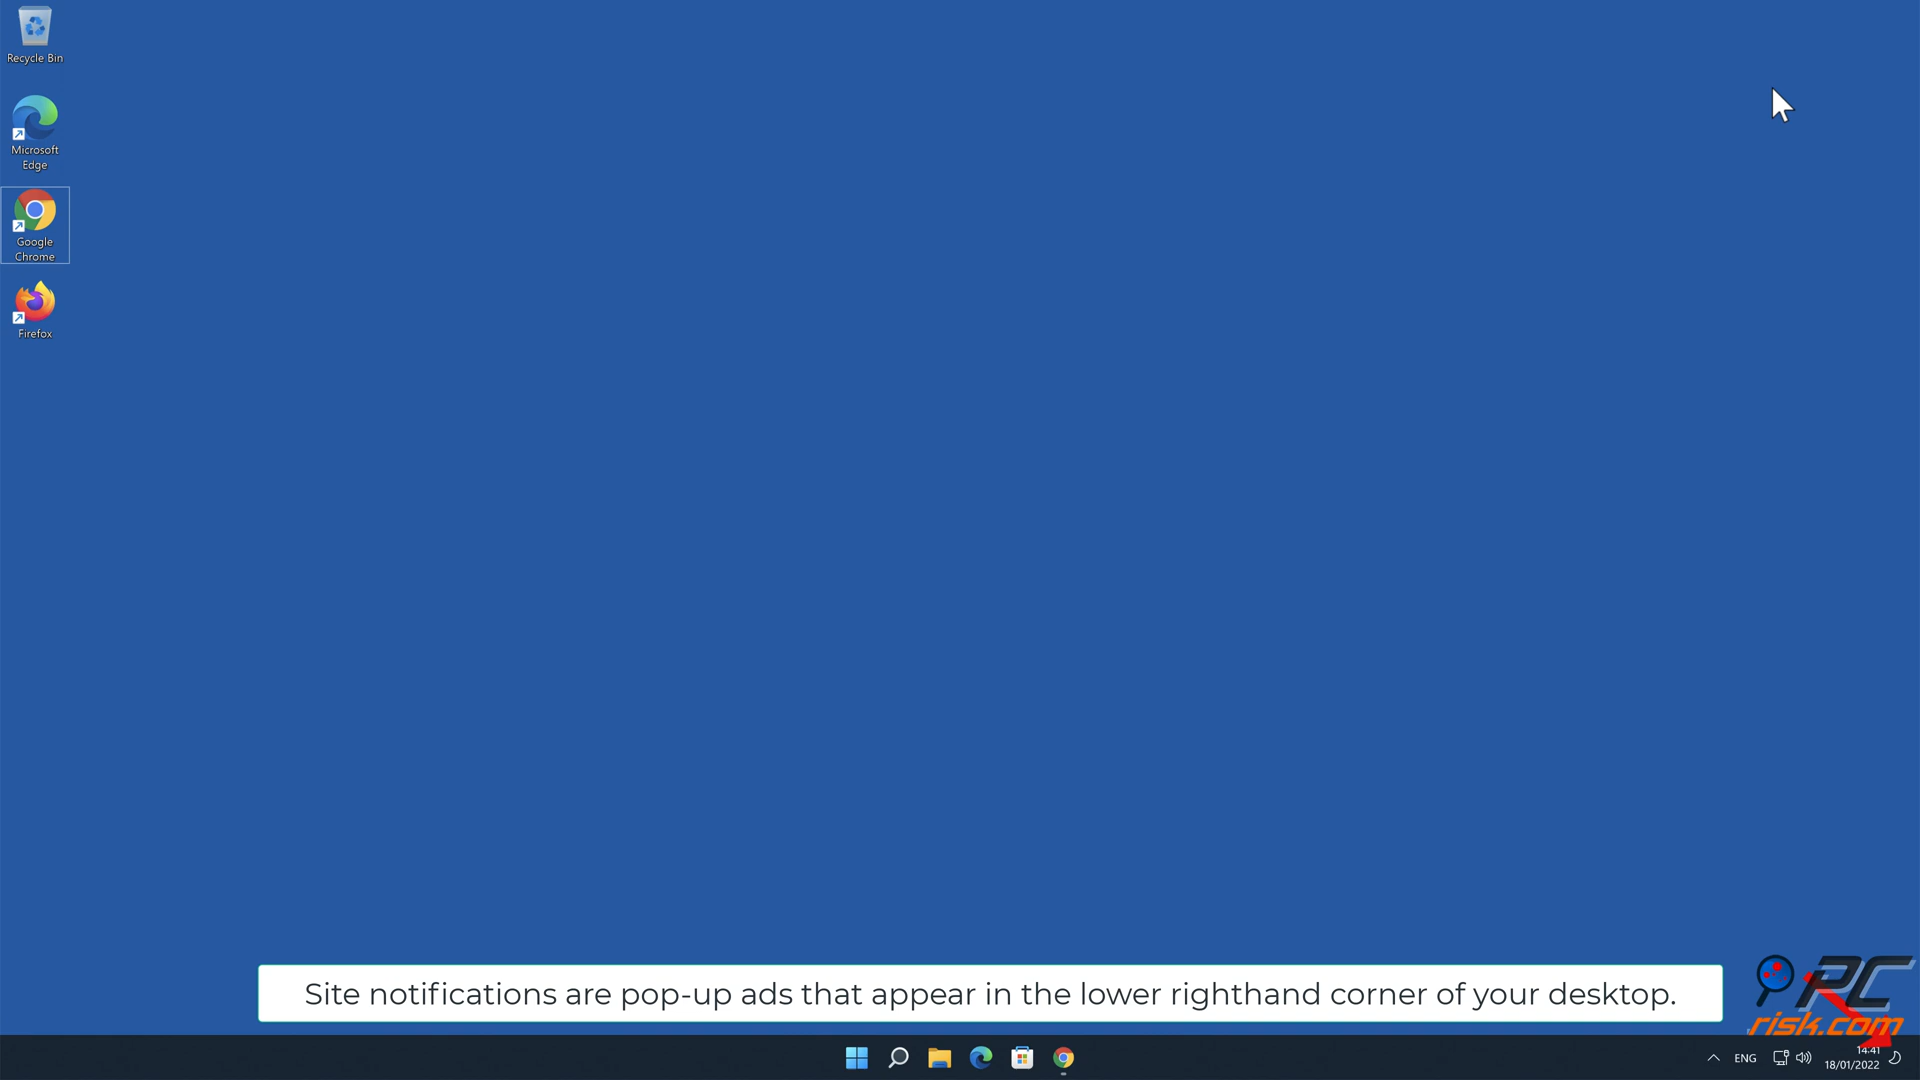 Recycle Bin
Microsoft
Edge
Google
Chrome
Firefox
Site notifications are pop-up ads that appear in the lower righthand corner of your desktop.
PC
risk.com
ENG
14.41
18/01/2022